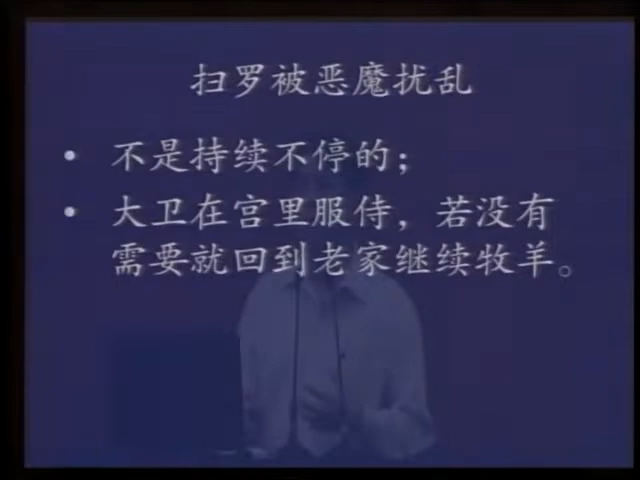 扫罗被恶魔扰乱
• 不是持续不停的；
• 大卫在宫里服侍，若没有
需要就回到老家继续牧羊。